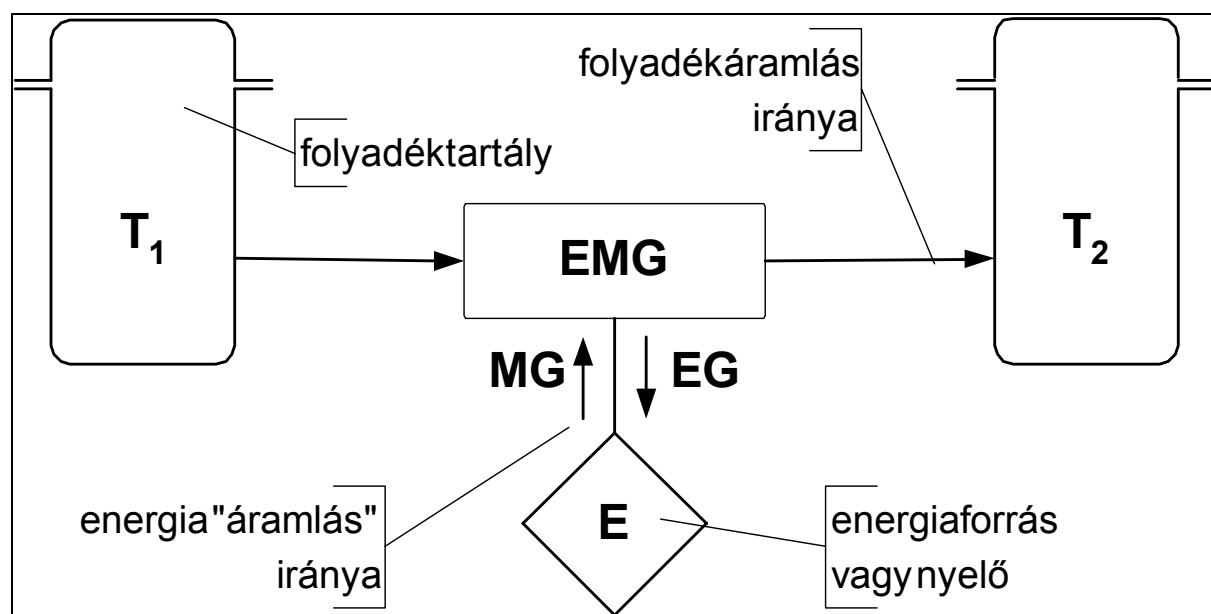 folyadékáramlás
iránya
folyadéktartály
T₁
EMG
T₂
MG
EG
energia "áramlás"
iránya
E
energiaforrás
vagy nyelő